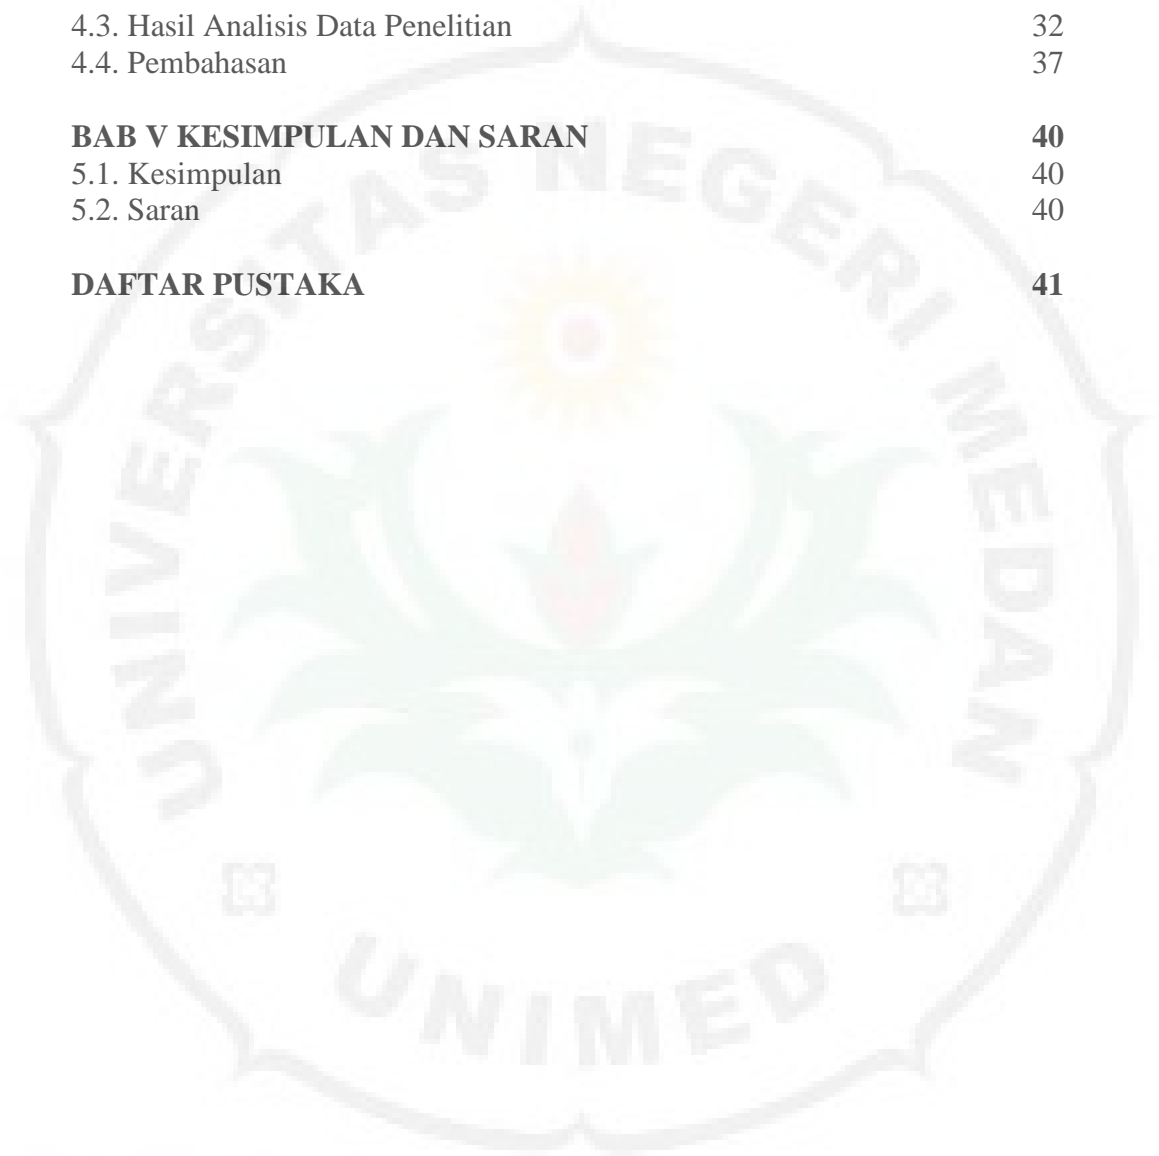 4.3. Hasil Analisis Data Penelitian 32
4.4. Pembahasan 37
BAB V KESIMPULAN DAN SARAN 40
5.1. Kesimpulan 40
5.2. Saran 40
DAFTAR PUSTAKA 41
UNIVERSITAS NEGERI MEDAN
UNIMED